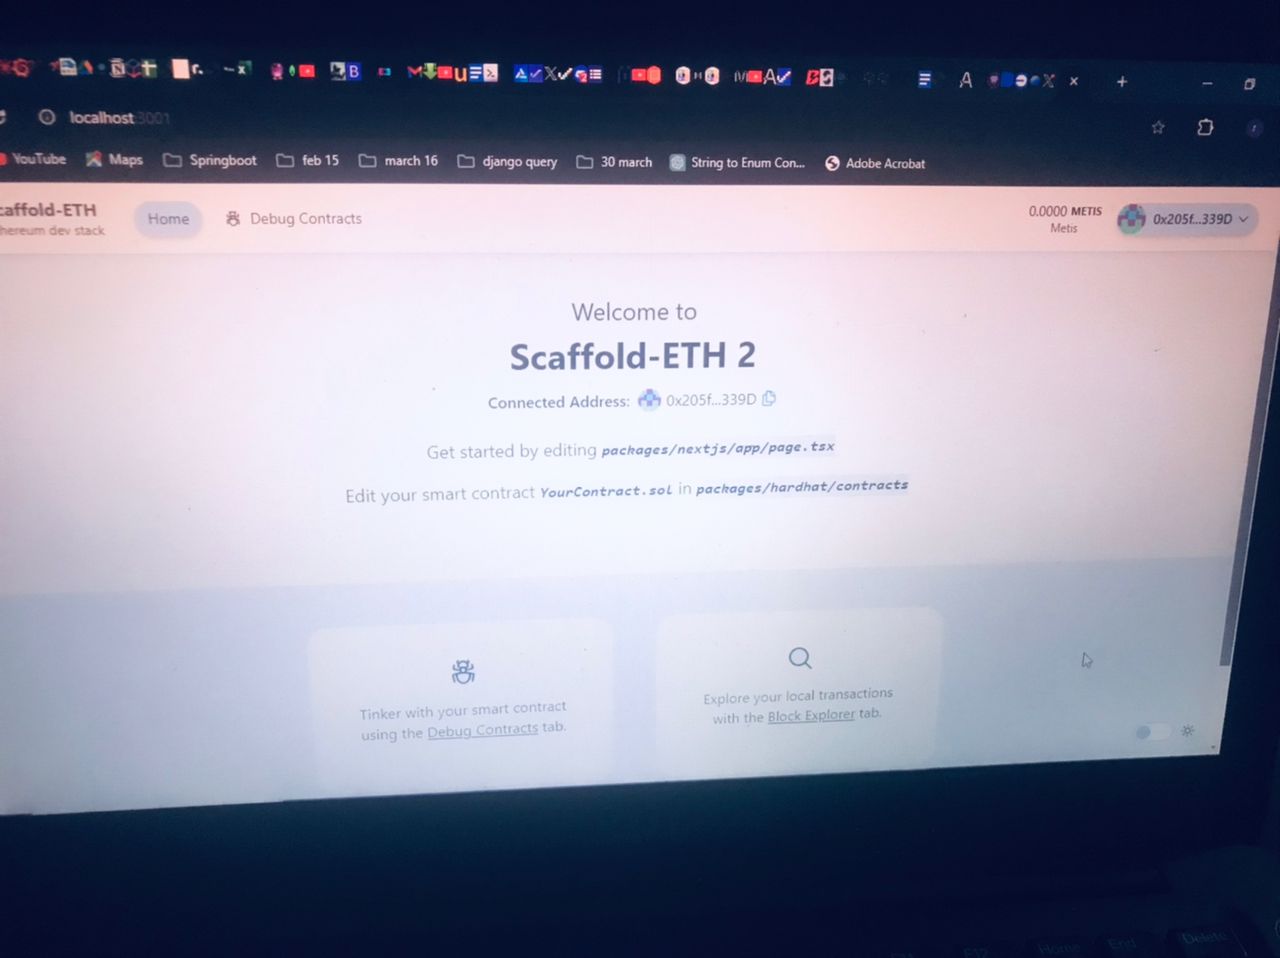 localhost:3001
YouTube Maps Springboot feb 15 march 16 django query 30 march String to Enum Con... Adobe Acrobat
caffold-ETH
hereum dev stack
Home Debug Contracts
0.0000 METIS
Metis
0x205f...339D
Welcome to
Scaffold-ETH 2
Connected Address: 0x205f...339D
Get started by editing packages/nextjs/app/page.tsx
Edit your smart contract YourContract.sol in packages/hardhat/contracts
Tinker with your smart contract
using the Debug Contracts tab.
Explore your local transactions
with the Block Explorer tab.
F12 Home End Delete